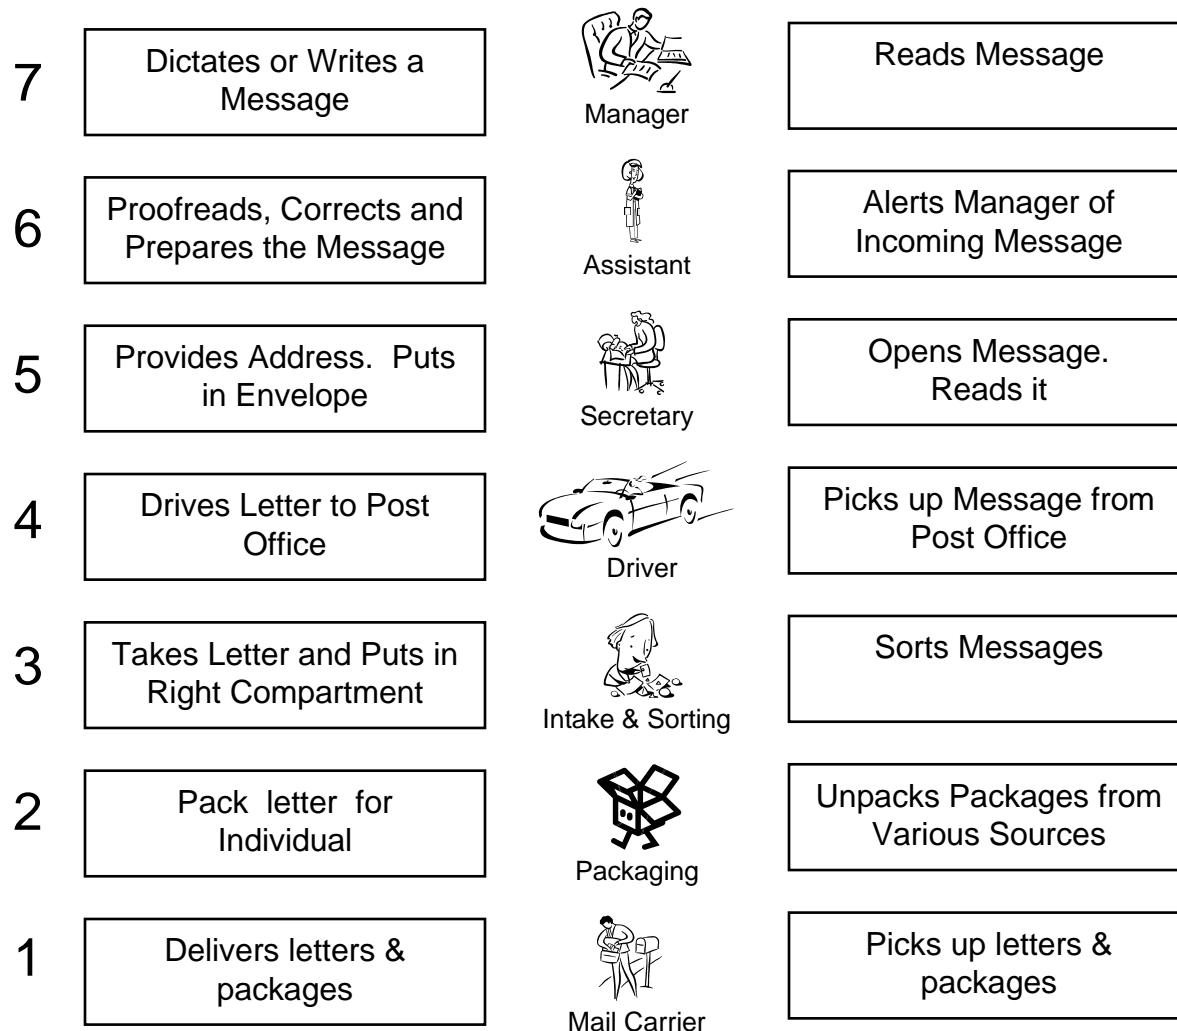 7
Dictates or Writes a
Message
Manager
Reads Message
6
Proofreads, Corrects and
Prepares the Message
Assistant
Alerts Manager of
Incoming Message
5
Provides Address.  Puts
in Envelope
Secretary
Opens Message.
Reads it
4
Drives Letter to Post
Office
Driver
Picks up Message from
Post Office
3
Takes Letter and Puts in
Right Compartment
Intake & Sorting
Sorts Messages
2
Pack  letter  for
Individual
Packaging
Unpacks Packages from
Various Sources
1
Delivers letters &
packages
Mail Carrier
Picks up letters &
packages